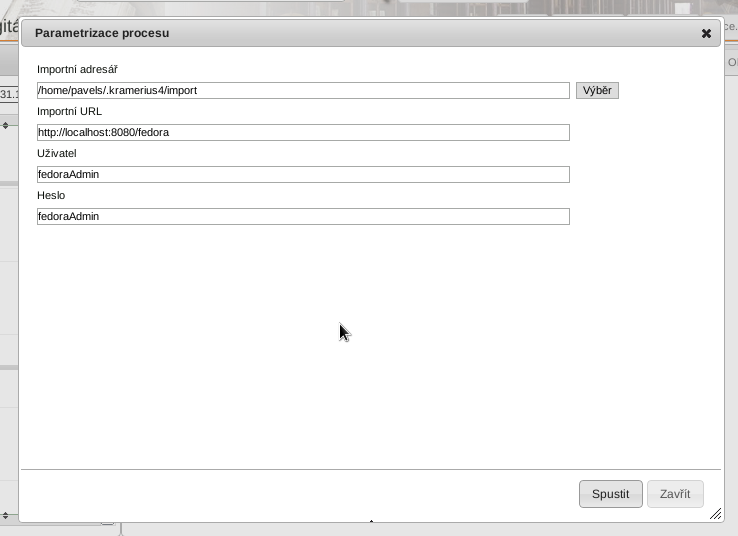 Parametrizace procesu
Importní adresář
/home/pavels/.kramerius4/import
Výběr
Importní URL
http://localhost:8080/fedora
Uživatel
fedoraAdmin
Heslo
fedoraAdmin
Spustit
Zavřít